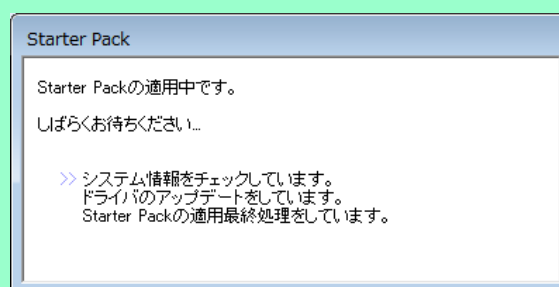 Starter Pack
Starter Packの適用中です。
しばらくお待ちください...
>> システム情報をチェックしています。
ドライバのアップデートをしています。
Starter Packの適用最終処理をしています。